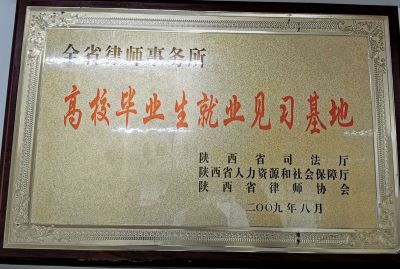 全省律师事务所
高校毕业生就业见习基地
陕西省司法厅
陕西省人力资源和社会保障厅
陕西省律师协会
二〇〇九年八月